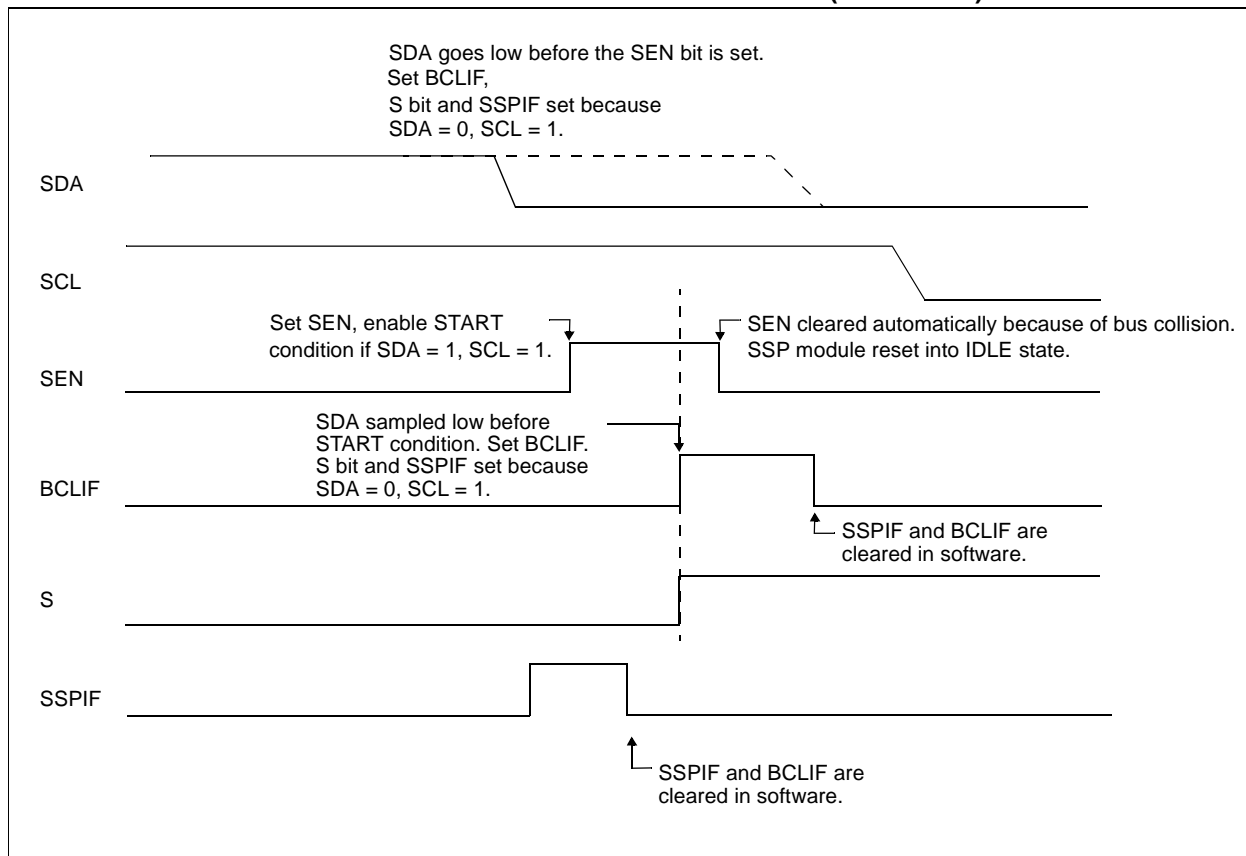 SDA goes low before the SEN bit is set.
Set BCLIF,
S bit and SSPIF set because
SDA = 0, SCL = 1.
SDA
SCL
Set SEN, enable START
condition if SDA = 1, SCL = 1.
SEN cleared automatically because of bus collision.
SSP module reset into IDLE state.
SEN
SDA sampled low before
START condition. Set BCLIF.
S bit and SSPIF set because
SDA = 0, SCL = 1.
BCLIF
SSPIF and BCLIF are
cleared in software.
S
SSPIF
SSPIF and BCLIF are
cleared in software.